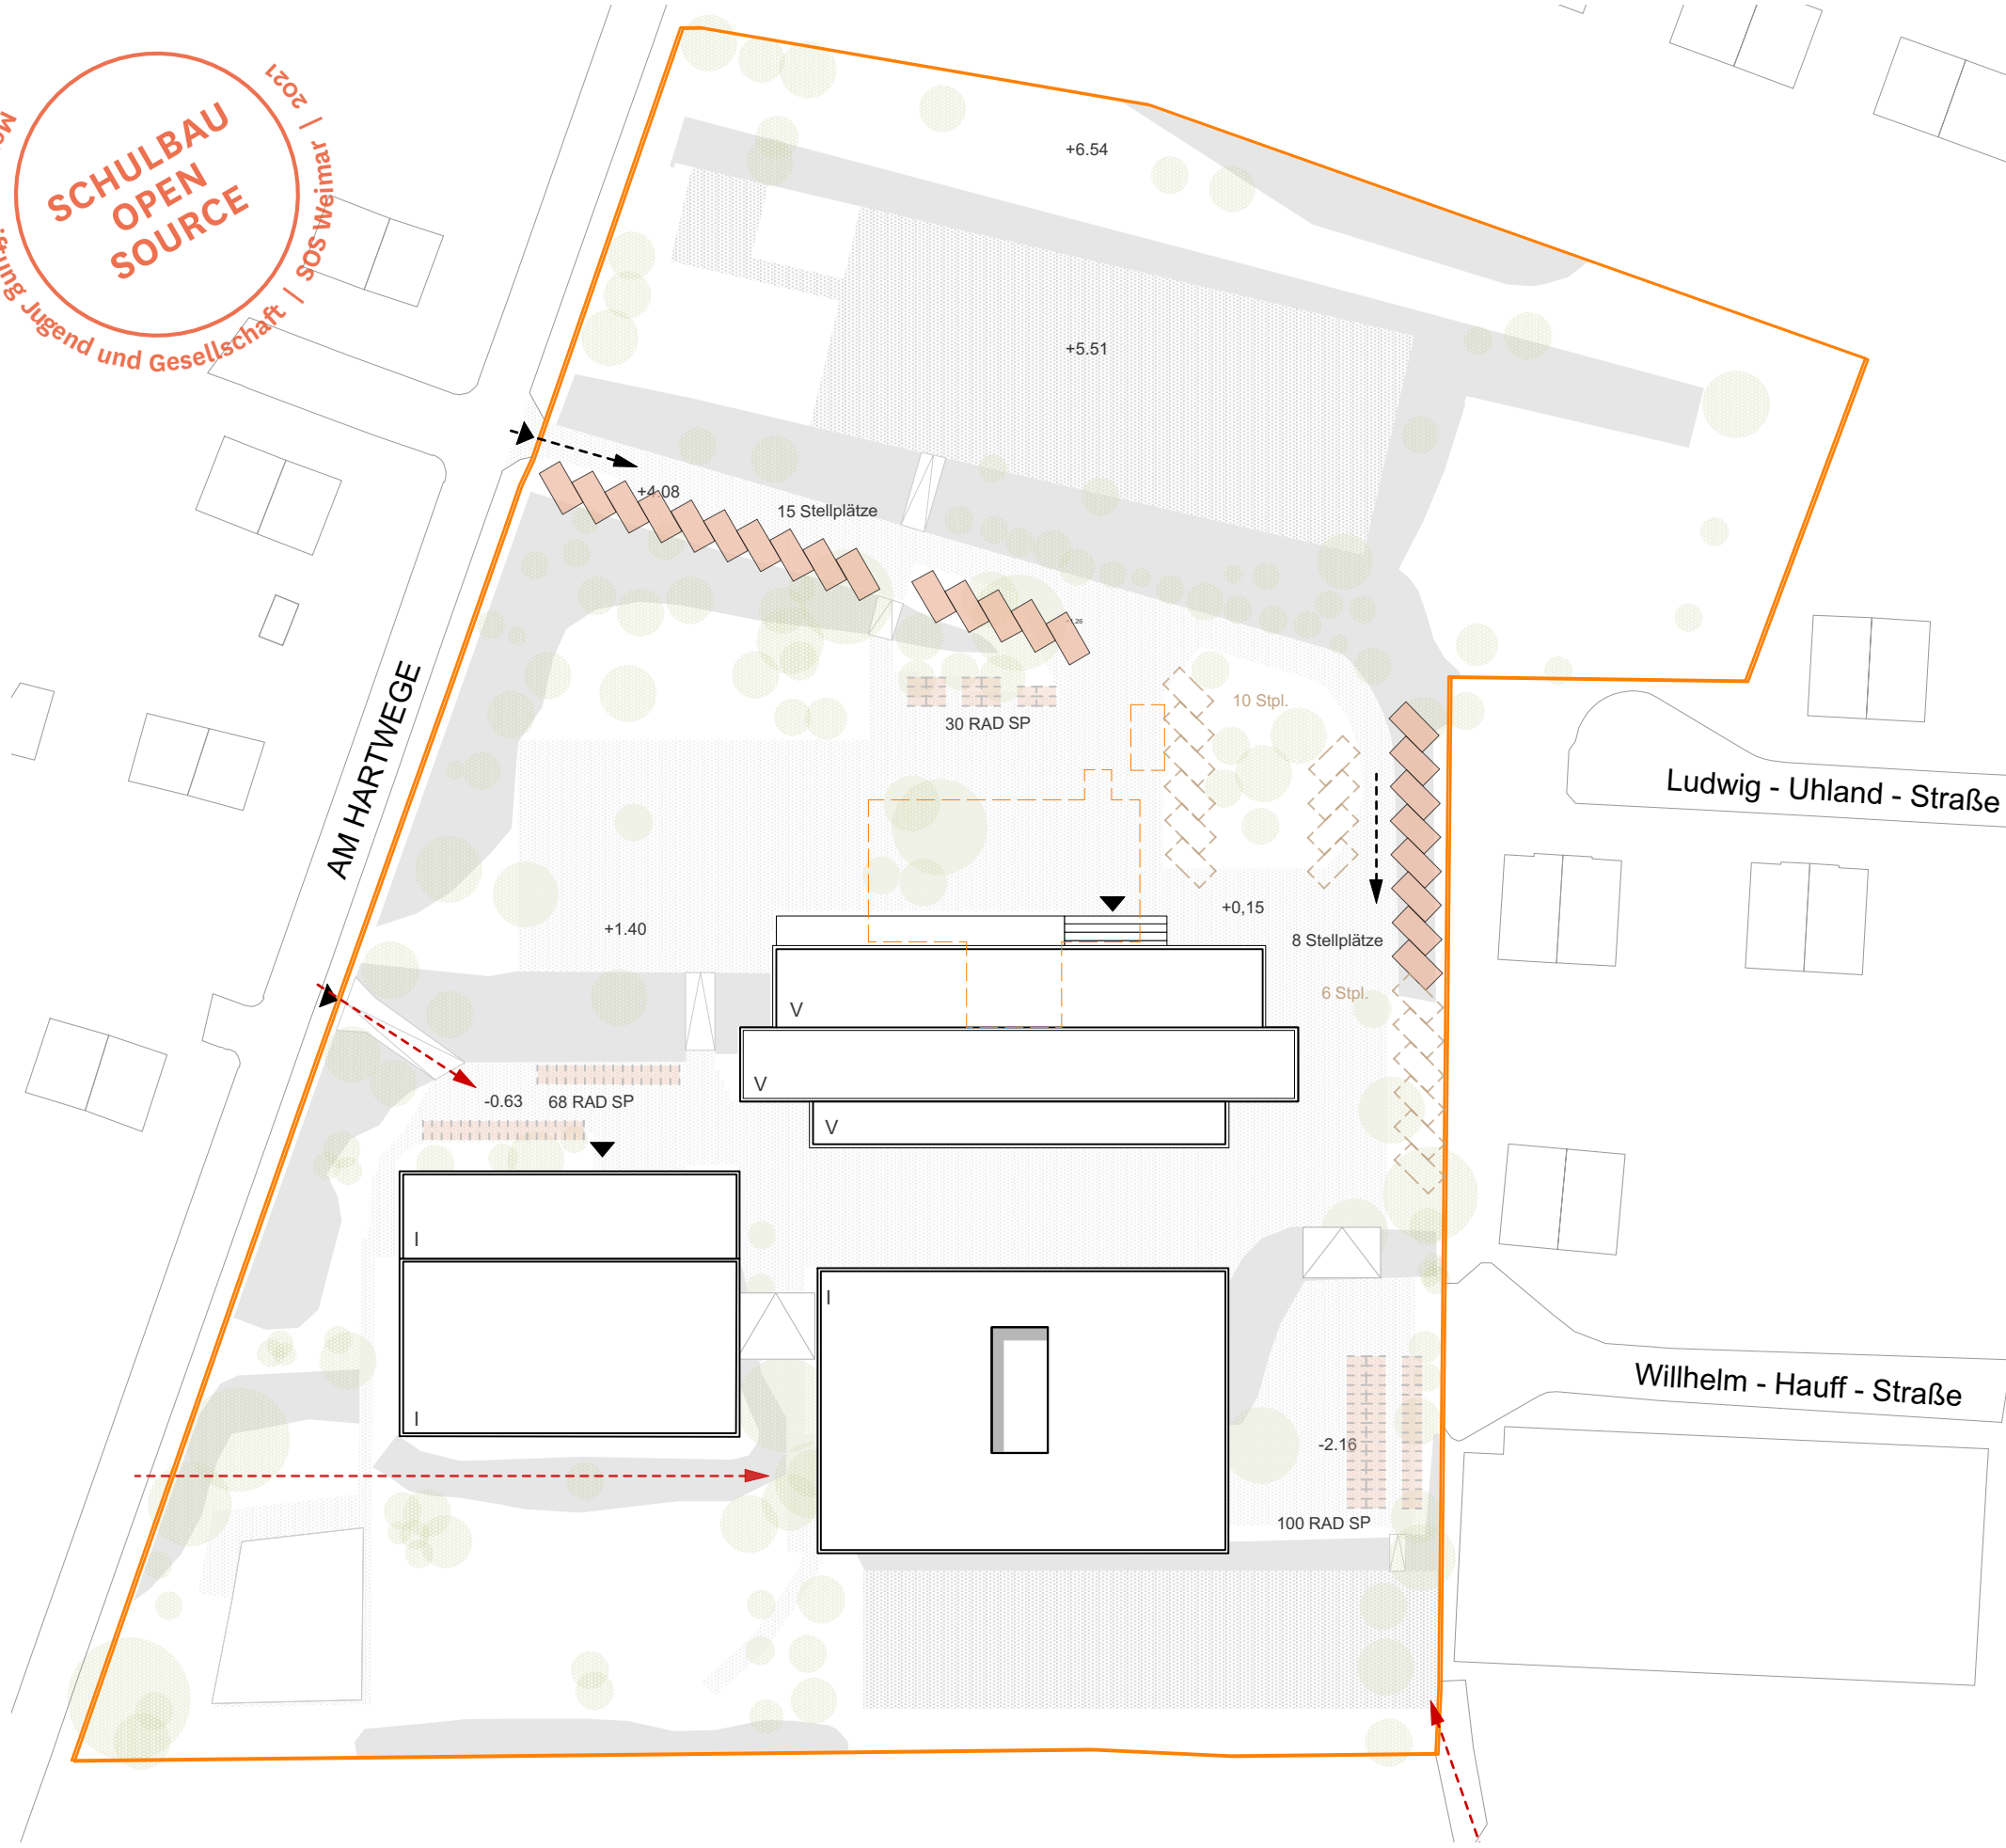 SCHULBAU
OPEN
SOURCE
ftung Jugend und Gesellschaft | SOS Weimar | 2021
+6.54
+5.51
+4.08
15 Stellplätze
30 RAD SP
10 Stpl.
AM HARTWEGE
Ludwig - Uhland - Straße
+1.40
+0,15
8 Stellplätze
6 Stpl.
V
V
V
-0.63
68 RAD SP
I
I
I
Willhelm - Hauff - Straße
-2.16
100 RAD SP